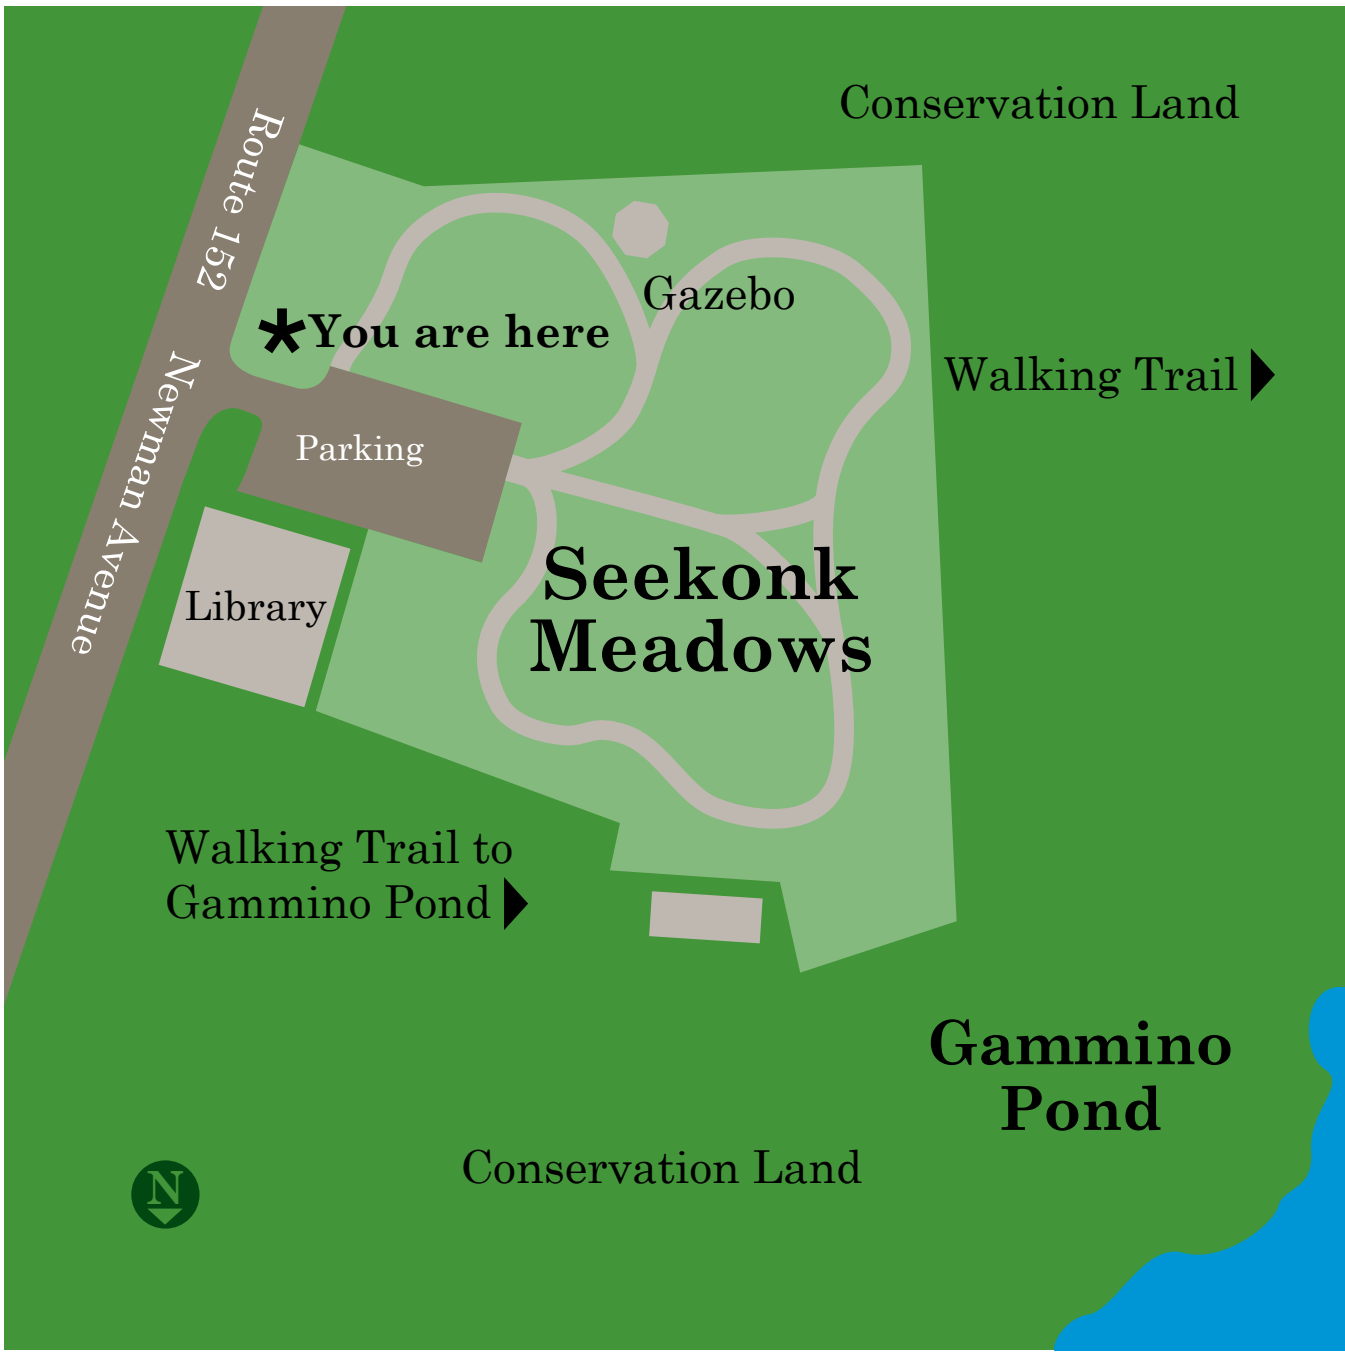 Conservation Land
Route 152
Gazebo
You are here
Walking Trail
Newman Avenue
Parking
Seekonk
Meadows
Library
Walking Trail to
Gammino Pond
Gammino
Pond
Conservation Land
N